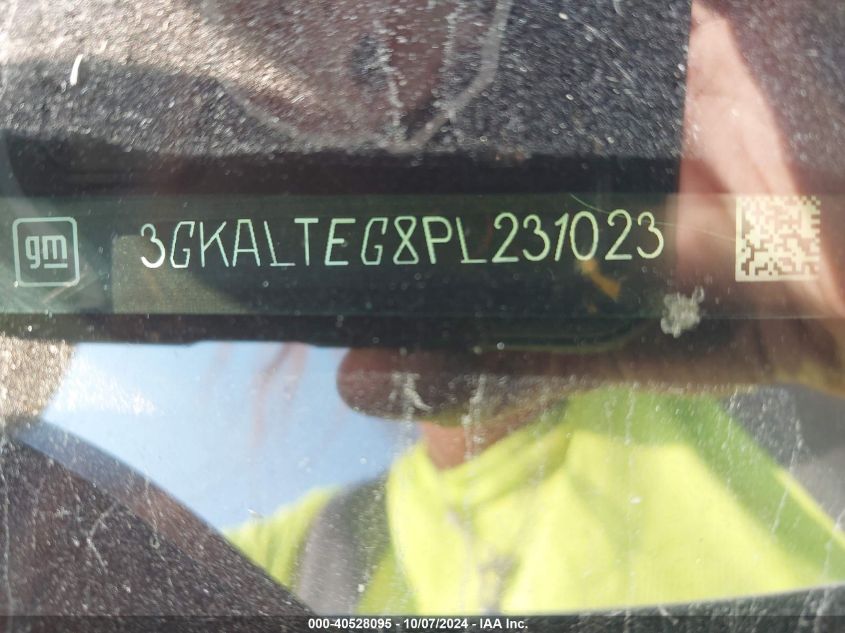 gm 3GKALTEG8PL231023
000-40528095 - 10/07/2024 - IAA Inc.